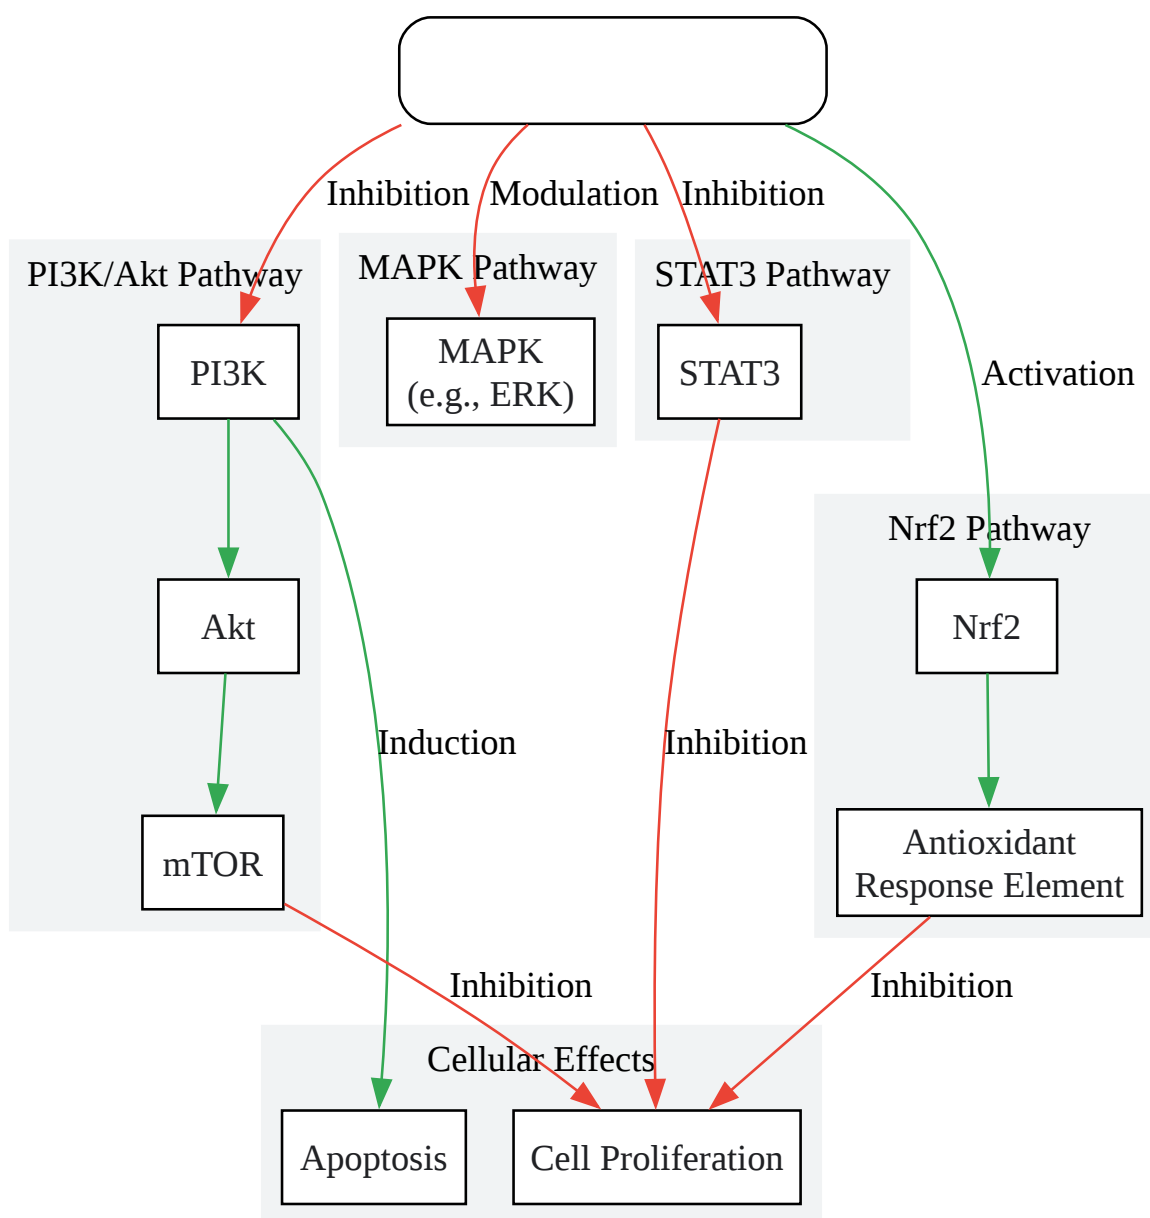 Inhibition
Modulation
Inhibition
PI3K/Akt Pathway
MAPK Pathway
STAT3 Pathway
PI3K
MAPK
(e.g., ERK)
STAT3
Activation
Nrf2 Pathway
Akt
Nrf2
Induction
Inhibition
mTOR
Antioxidant
Response Element
Inhibition
Inhibition
Cellular Effects
Apoptosis
Cell Proliferation